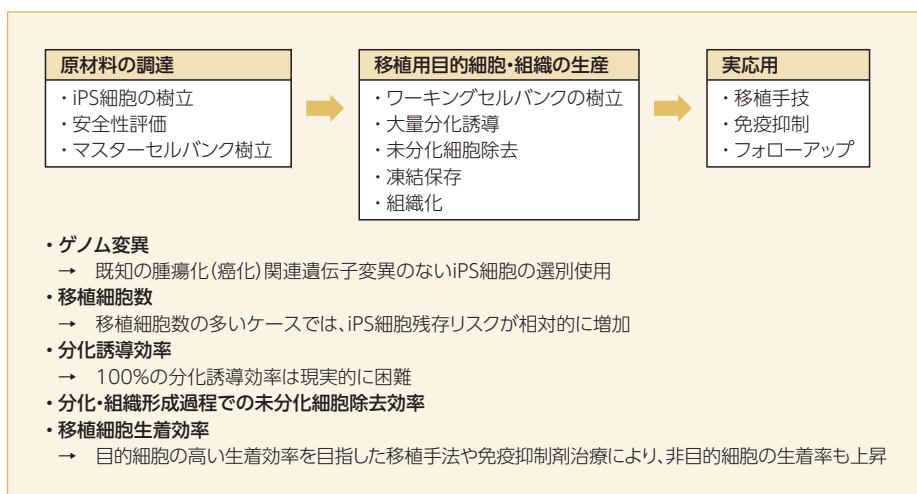 原材料の調達
・iPS細胞の樹立
・安全性評価
・マスターセルバンク樹立
移植用目的細胞・組織の生産
・ワーキングセルバンクの樹立
・大量分化誘導
・未分化細胞除去
・凍結保存
・組織化
実応用
・移植手技
・免疫抑制
・フォローアップ
・ゲノム変異
→ 既知の腫瘍化(癌化)関連遺伝子変異のないiPS細胞の選別使用
・移植細胞数
→ 移植細胞数の多いケースでは、iPS細胞残存リスクが相対的に増加
・分化誘導効率
→ 100%の分化誘導効率は現実的に困難
・分化・組織形成過程での未分化細胞除去効率
・移植細胞生着効率
→ 目的細胞の高い生着効率を目指した移植手法や免疫抑制剤治療により、非目的細胞の生着率も上昇